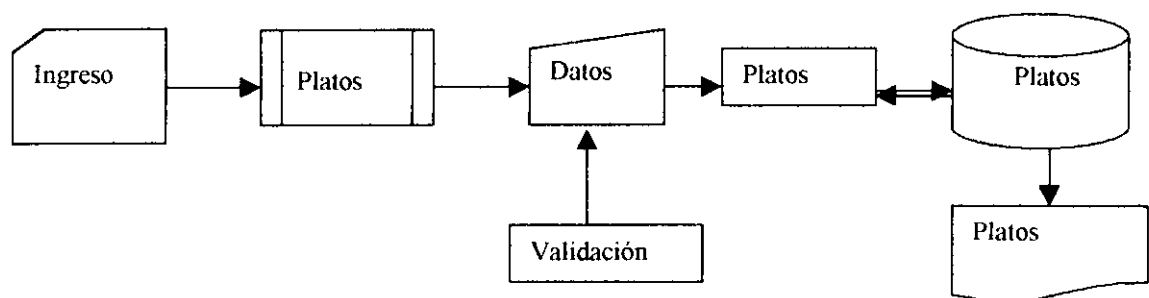 Ingreso
Platos
Datos
Platos
Platos
Validación
Platos